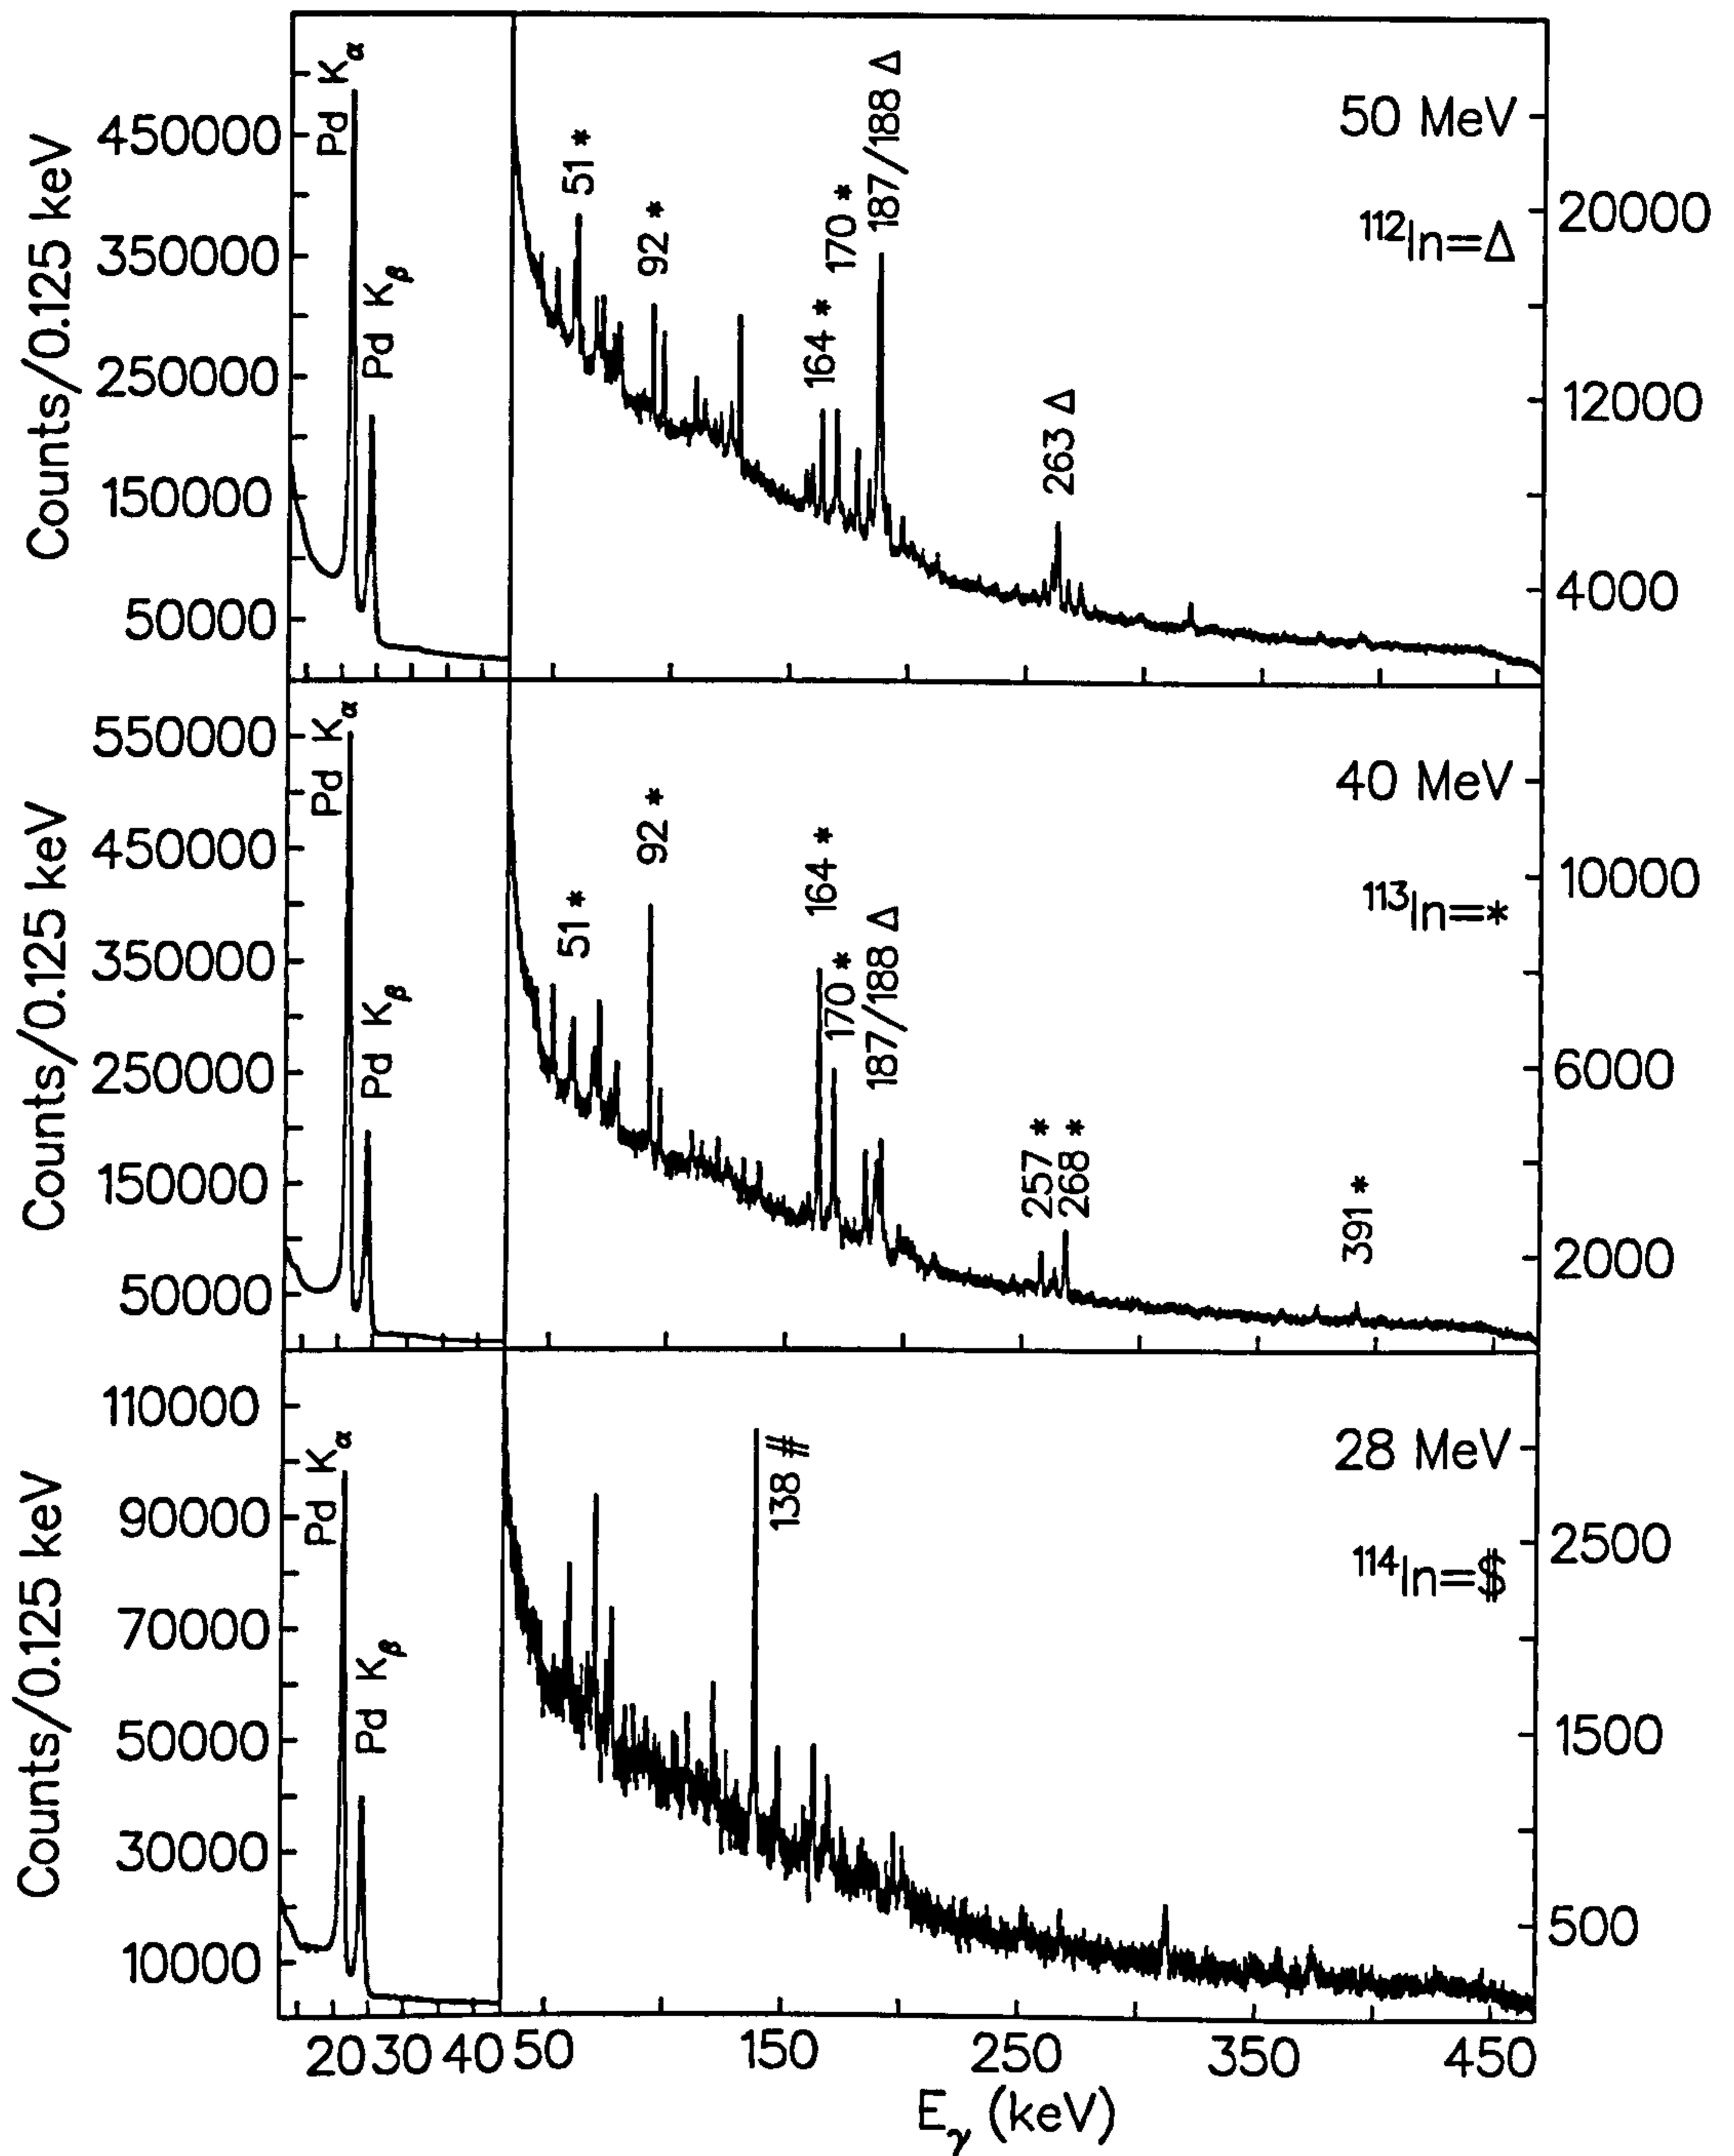 Counts/0.125 keV
450000
350000
250000
150000
50000
Pd Kα
Pd Kβ
51 *
92 *
164 *
170 *
187/188 Δ
263 Δ
50 MeV
¹¹²In=Δ
20000
12000
4000
Counts/0.125 keV
550000
450000
350000
250000
150000
50000
Pd Kα
Pd Kβ
51 *
92 *
164 *
170 *
187/188 Δ
257 *
268 *
391 *
40 MeV
¹¹³In=*
10000
6000
2000
Counts/0.125 keV
110000
90000
70000
50000
30000
10000
Pd Kα
Pd Kβ
138 #
28 MeV
¹¹⁴In=$
2500
1500
500
20 30 40 50 150 250 350 450
Eγ (keV)